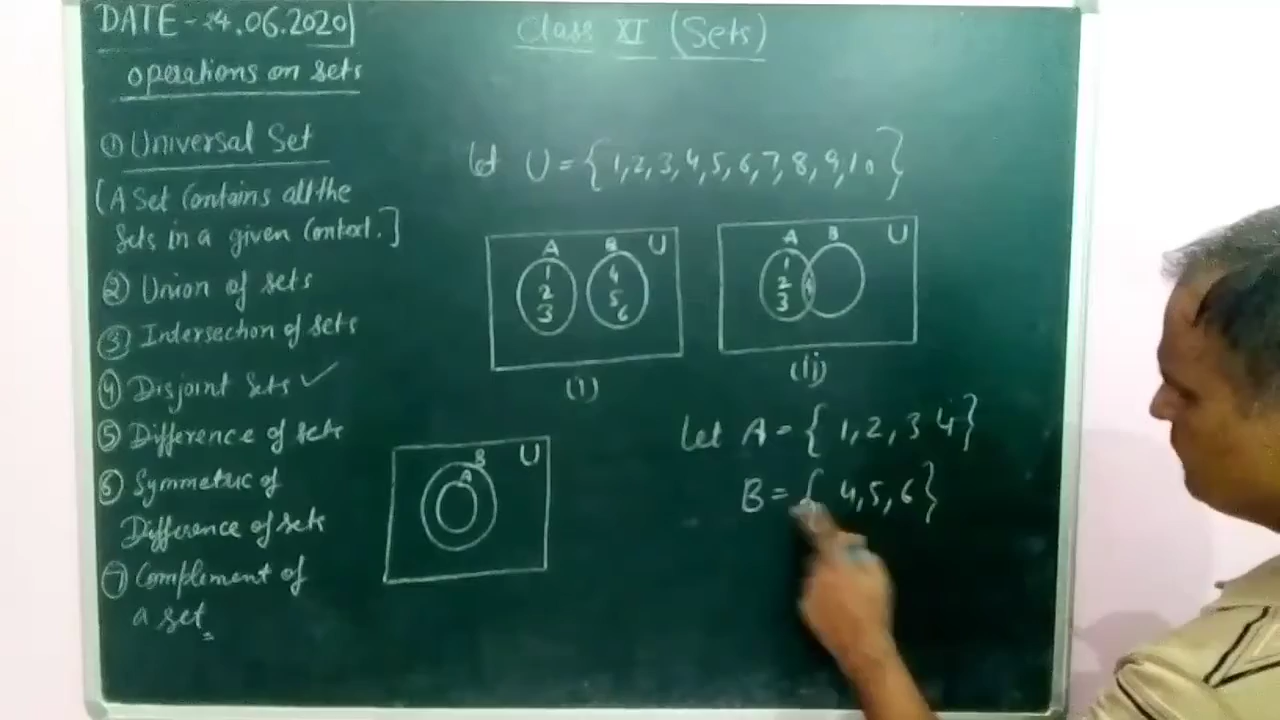 DATE - 24.06.2020
Class XI (Sets)
operations on sets
① Universal Set
[A Set Contains all the
Sets in a given Context.]
② Union of sets
③ Intersection of sets
④ Disjoint Sets ✓
⑤ Difference of sets
⑥ Symmetric of
Difference of sets
⑦ Complement of
a set
Let U = {1,2,3,4,5,6,7,8,9,10}
A B U
1 4
2 5
3 6
(i)
A B U
1
2 4
3
(ii)
B U
A
Let A = { 1,2,3 4}
B = { 4,5,6}